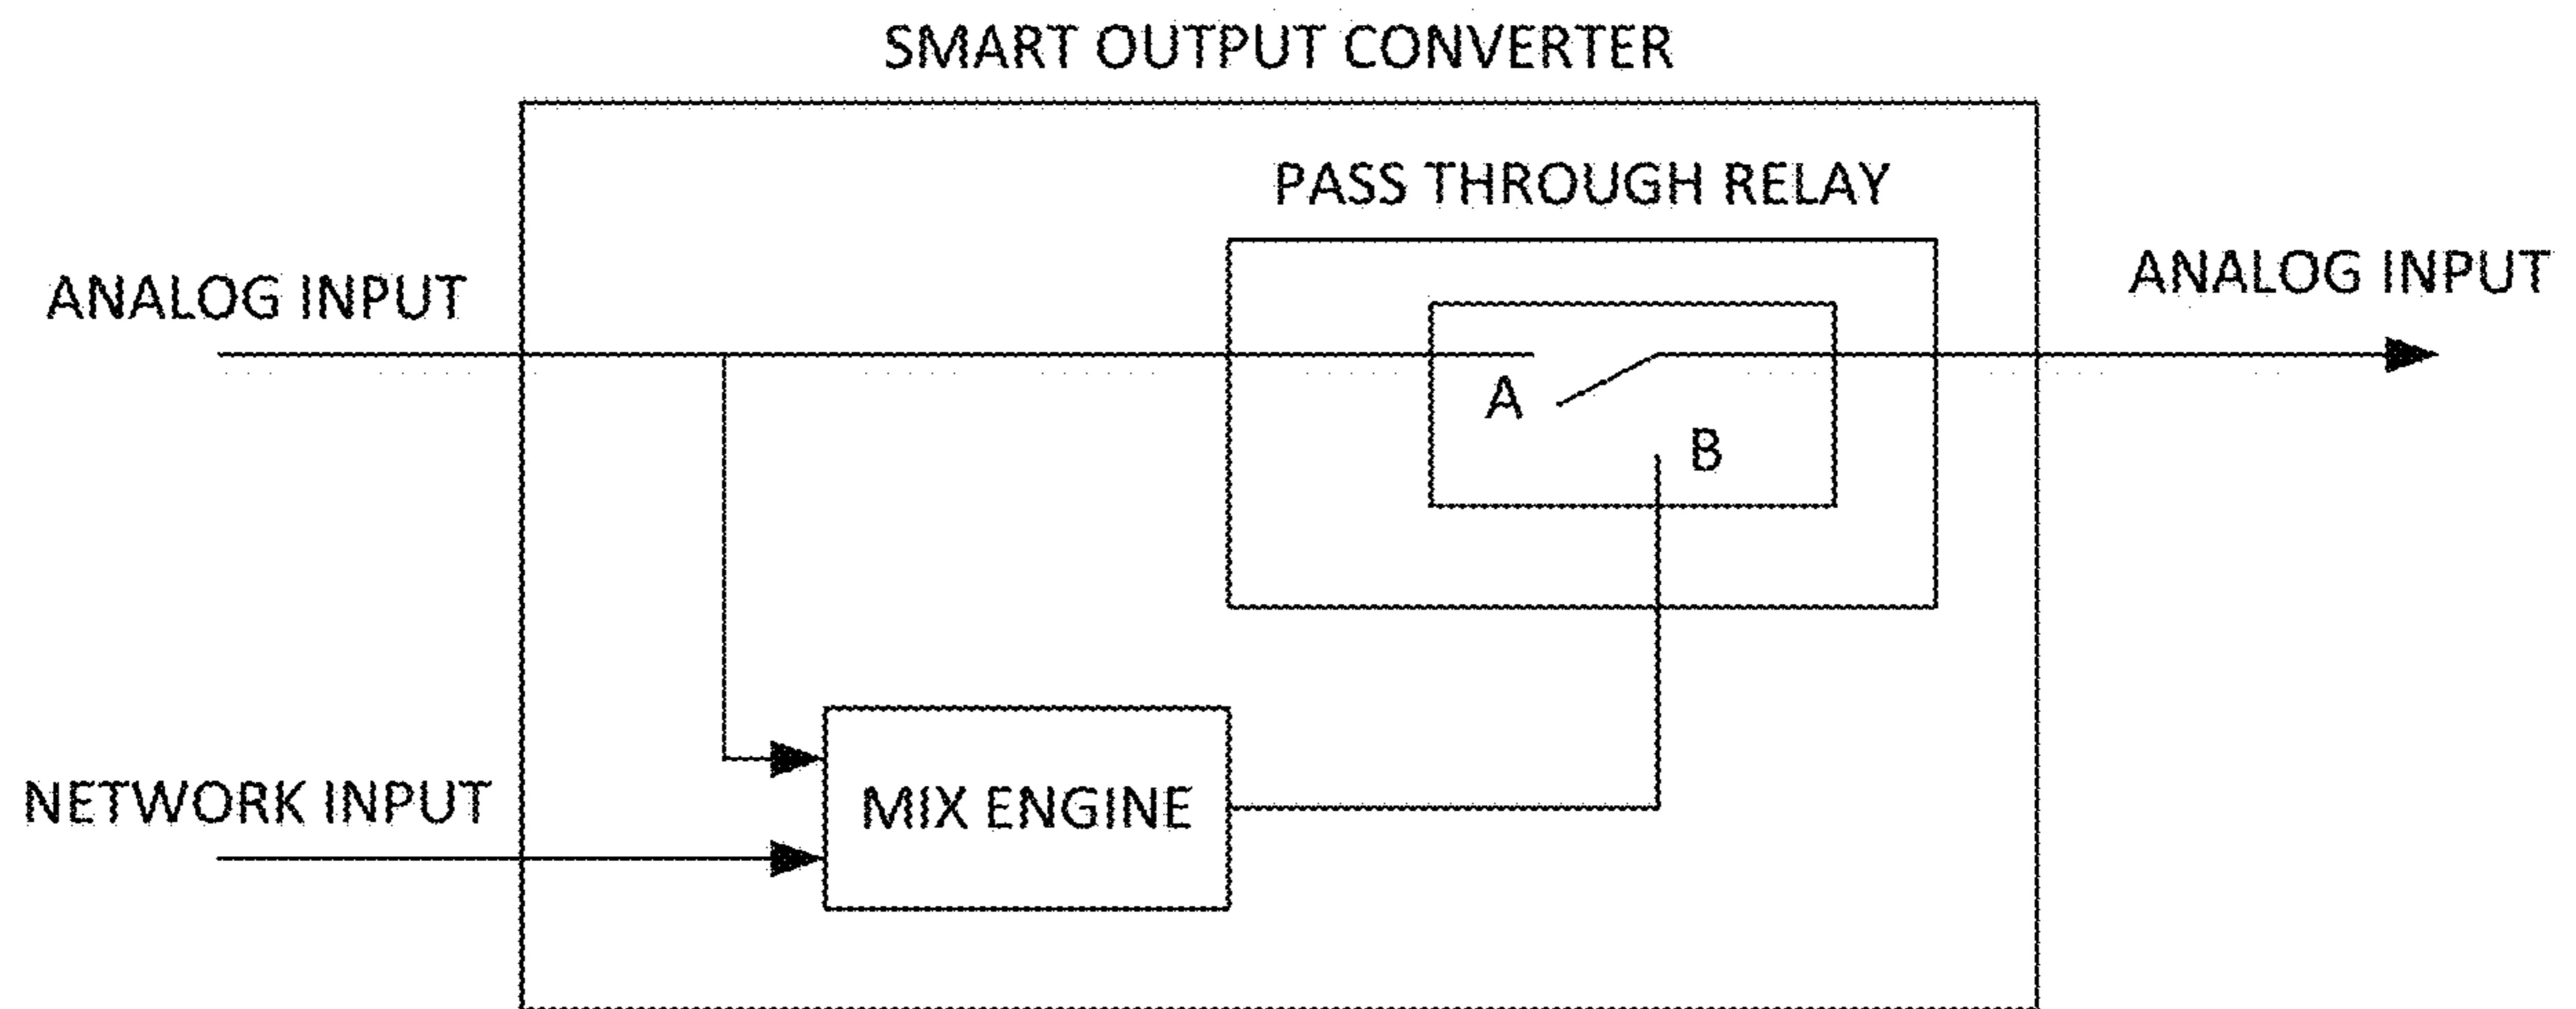 SMART OUTPUT CONVERTER
PASS THROUGH RELAY
ANALOG INPUT
ANALOG INPUT
A
B
NETWORK INPUT
MIX ENGINE